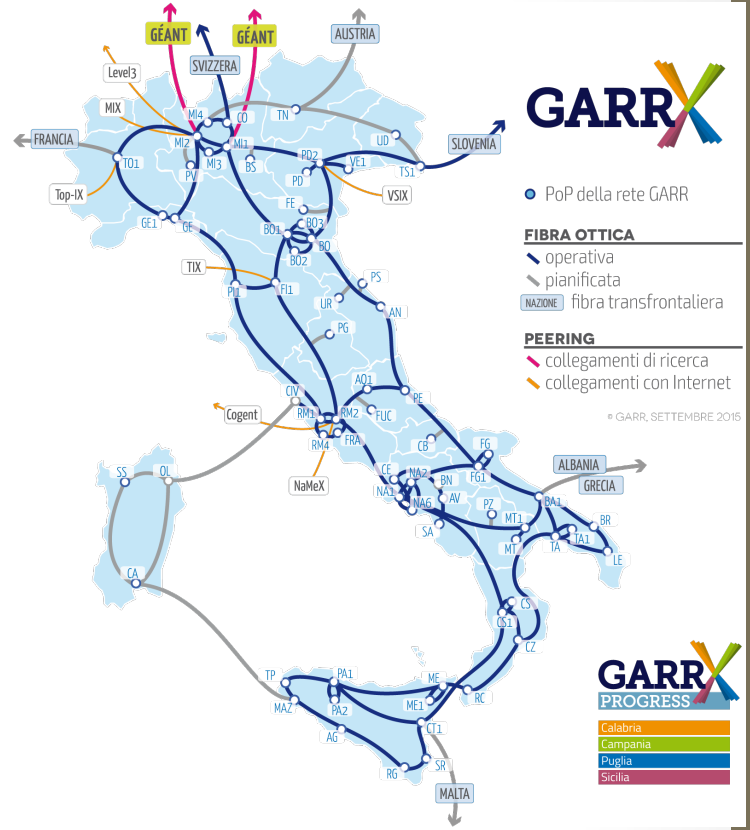 GÉANT
GÉANT
AUSTRIA
SVIZZERA
Level3
MIX
MI4
CO
TN
FRANCIA
MI2
MI1
UD
SLOVENIA
TO1
MI3
BS
PD2
VE1
TS1
PV
PD
Top-IX
VSIX
FE
GE1
GE
BO3
BO1
BO
BO2
TIX
PI1
FI1
PS
UR
AN
PG
CIV
AQ1
PE
Cogent
RM1
RM2
FUC
RM4
FRA
CB
FG
NaMeX
CE
NA2
FG1
ALBANIA
GRECIA
SS
OL
NA1
BN
AV
NA6
BA1
PZ
MT1
BR
SA
MT
TA
TA1
LE
CA
CS
CS1
CZ
TP
PA1
ME
MAZ
PA2
ME1
RC
AG
CT1
RG
SR
MALTA
GARR X
PoP della rete GARR
FIBRA OTTICA
operativa
pianificata
NAZIONE fibra transfrontaliera
PEERING
collegamenti di ricerca
collegamenti con Internet
© GARR, SETTEMBRE 2015
GARR X
PROGRESS
Calabria
Campania
Puglia
Sicilia